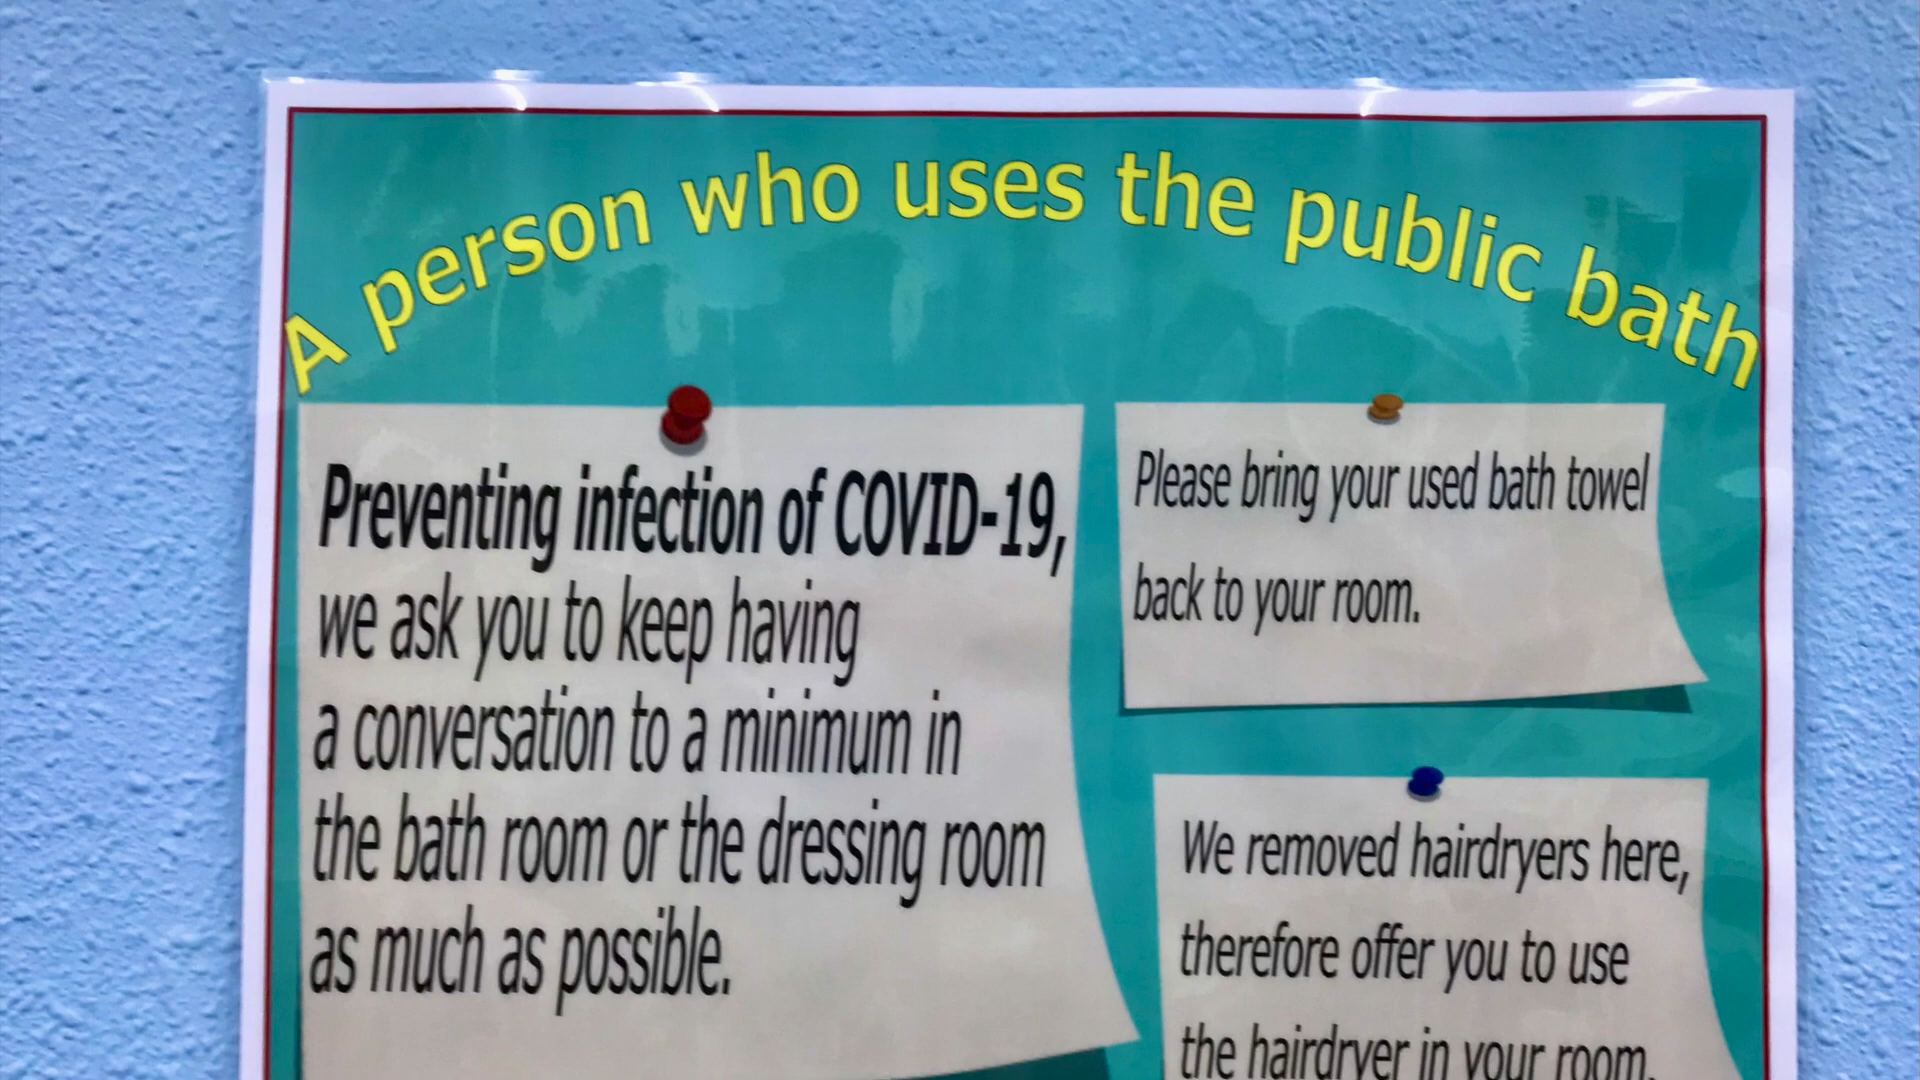 A person who uses the public bath
Preventing infection of COVID-19,
we ask you to keep having
a conversation to a minimum in
the bath room or the dressing room
as much as possible.
Please bring your used bath towel
back to your room.
We removed hairdryers here,
therefore offer you to use
the hairdryer in your room.